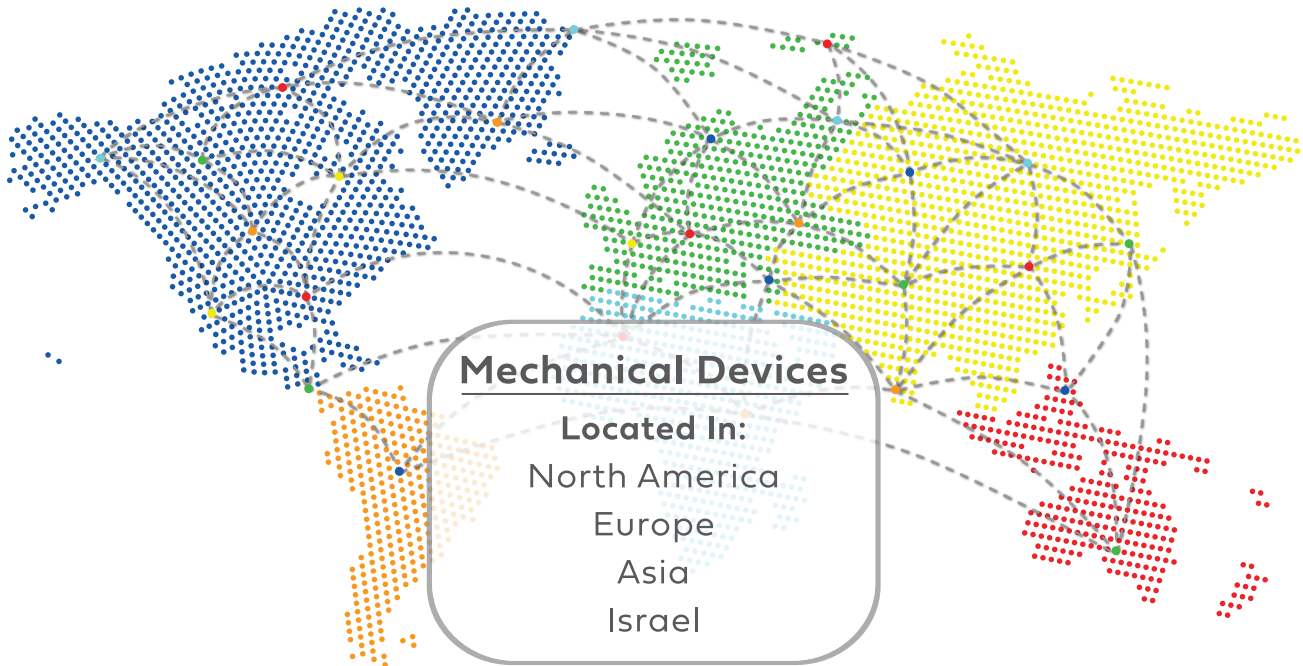 Mechanical Devices
Located In:
North America
Europe
Asia
Israel